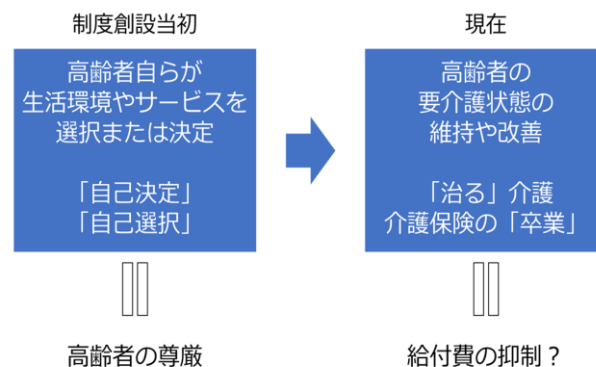 制度創設当初
高齢者自らが
生活環境やサービスを
選択または決定
「自己決定」
「自己選択」
高齢者の尊厳
現在
高齢者の
要介護状態の
維持や改善
「治る」介護
介護保険の「卒業」
給付費の抑制？